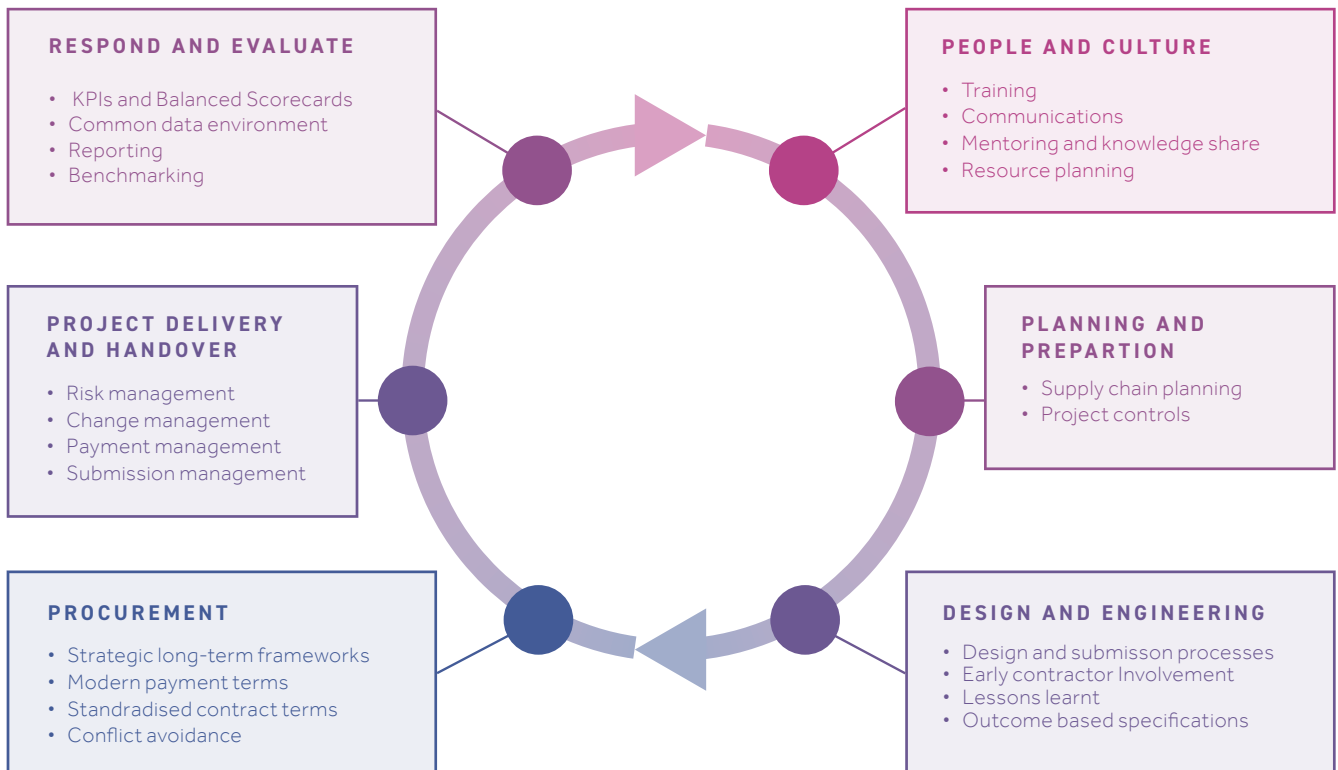 RESPOND AND EVALUATE
• KPIs and Balanced Scorecards
• Common data environment
• Reporting
• Benchmarking
PEOPLE AND CULTURE
• Training
• Communications
• Mentoring and knowledge share
• Resource planning
PROJECT DELIVERY
AND HANDOVER
• Risk management
• Change management
• Payment management
• Submission management
PLANNING AND
PREPARTION
• Supply chain planning
• Project controls
PROCUREMENT
• Strategic long-term frameworks
• Modern payment terms
• Standradised contract terms
• Conflict avoidance
DESIGN AND ENGINEERING
• Design and submisson processes
• Early contractor Involvement
• Lessons learnt
• Outcome based specifications